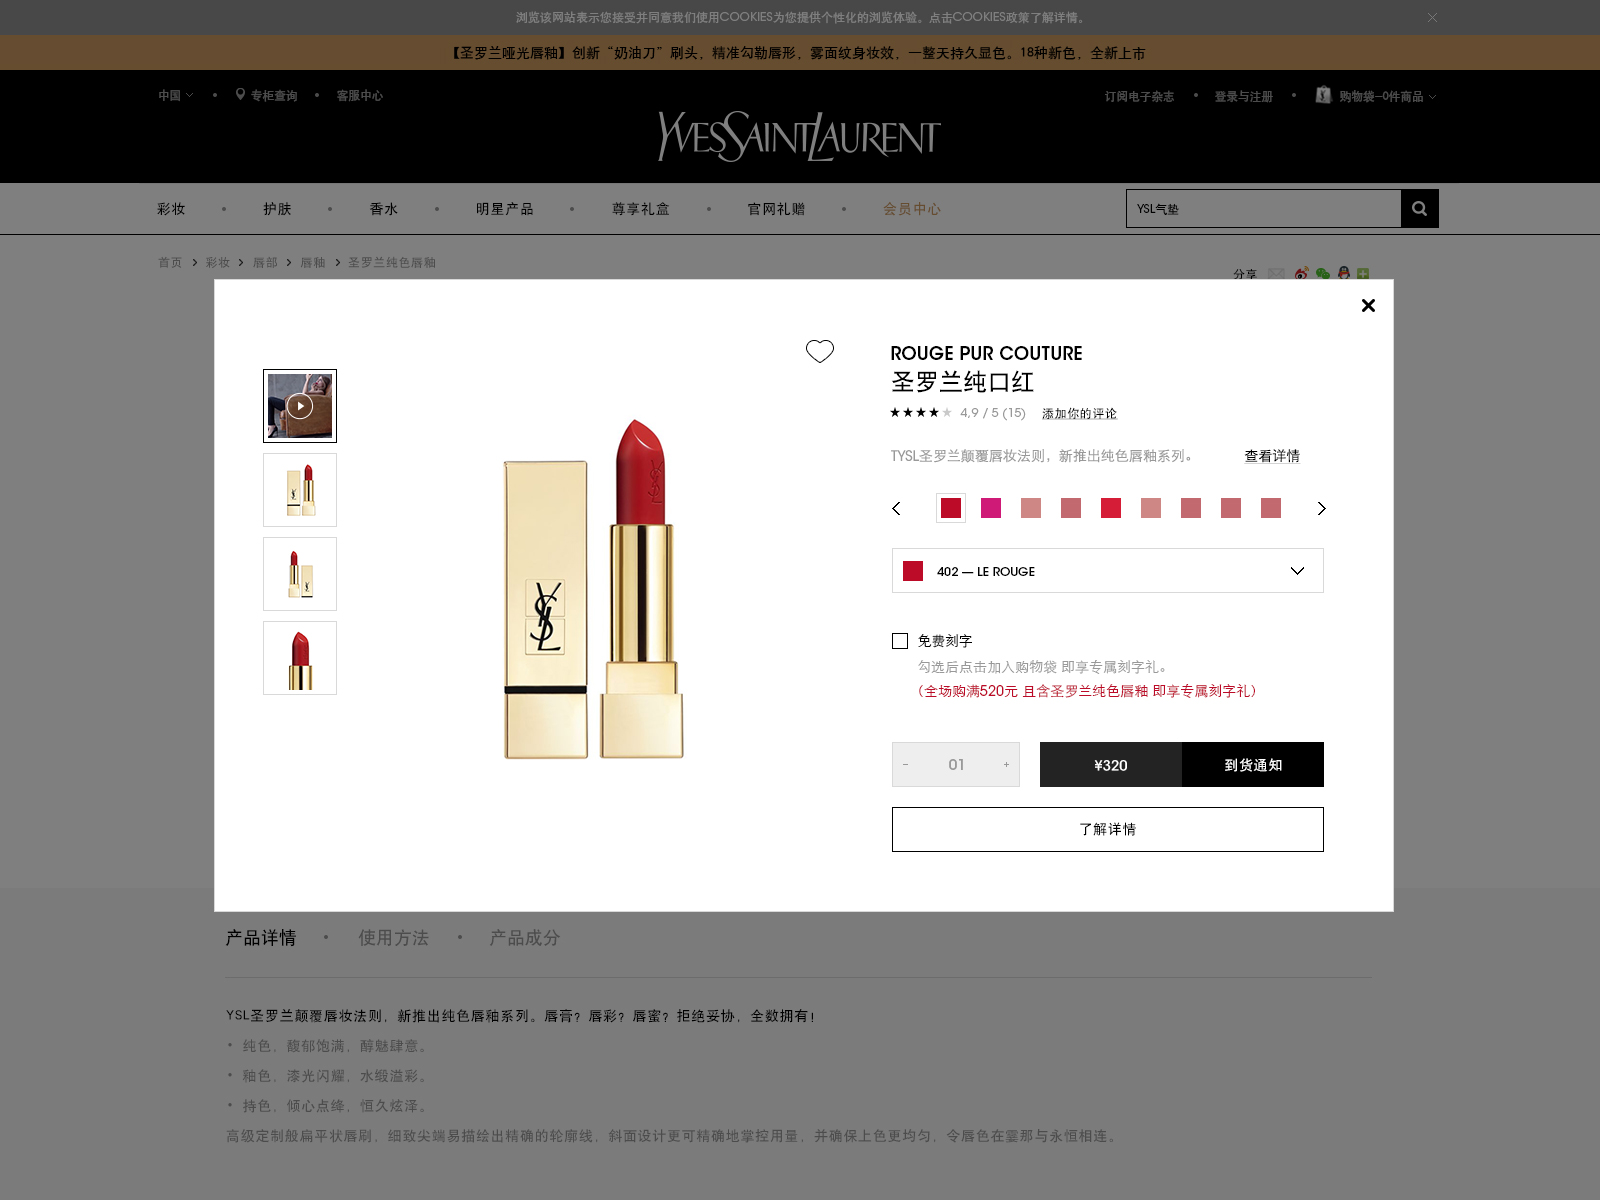 浏览该网站表示您接受并同意我们使用COOKIES为您提供个性化的浏览体验。点击COOKIES政策了解详情。
【圣罗兰哑光唇釉】创新“奶油刀”刷头，精准勾勒唇形，雾面纹身妆效，一整天持久显色。18种新色，全新上市
中国 • 专柜查询 • 客服中心
订阅电子杂志 • 登录与注册 • 购物袋—0件商品
YVESSAINTLAURENT
彩妆 • 护肤 • 香水 • 明星产品 • 尊享礼盒 • 官网礼赠 • 会员中心
YSL气垫
首页 > 彩妆 > 唇部 > 唇釉 > 圣罗兰纯色唇釉
分享
ROUGE PUR COUTURE
圣罗兰纯口红
★★★★★ 4,9 / 5 (15) 添加你的评论
TYSL圣罗兰颠覆唇妆法则，新推出纯色唇釉系列。 查看详情
402 — LE ROUGE
免费刻字
勾选后点击加入购物袋 即享专属刻字礼。
（全场购满520元 且含圣罗兰纯色唇釉 即享专属刻字礼）
- 01 +
¥320 到货通知
了解详情
YSL
产品详情 • 使用方法 • 产品成分
YSL圣罗兰颠覆唇妆法则，新推出纯色唇釉系列。唇膏？唇彩？唇蜜？拒绝妥协，全数拥有！
• 纯色，馥郁饱满，醇魅肆意。
• 釉色，漆光闪耀，水缎溢彩。
• 持色，倾心点绛，恒久炫泽。
高级定制般扁平状唇刷，细致尖端易描绘出精确的轮廓线，斜面设计更可精确地掌控用量，并确保上色更均匀，令唇色在霎那与永恒相连。